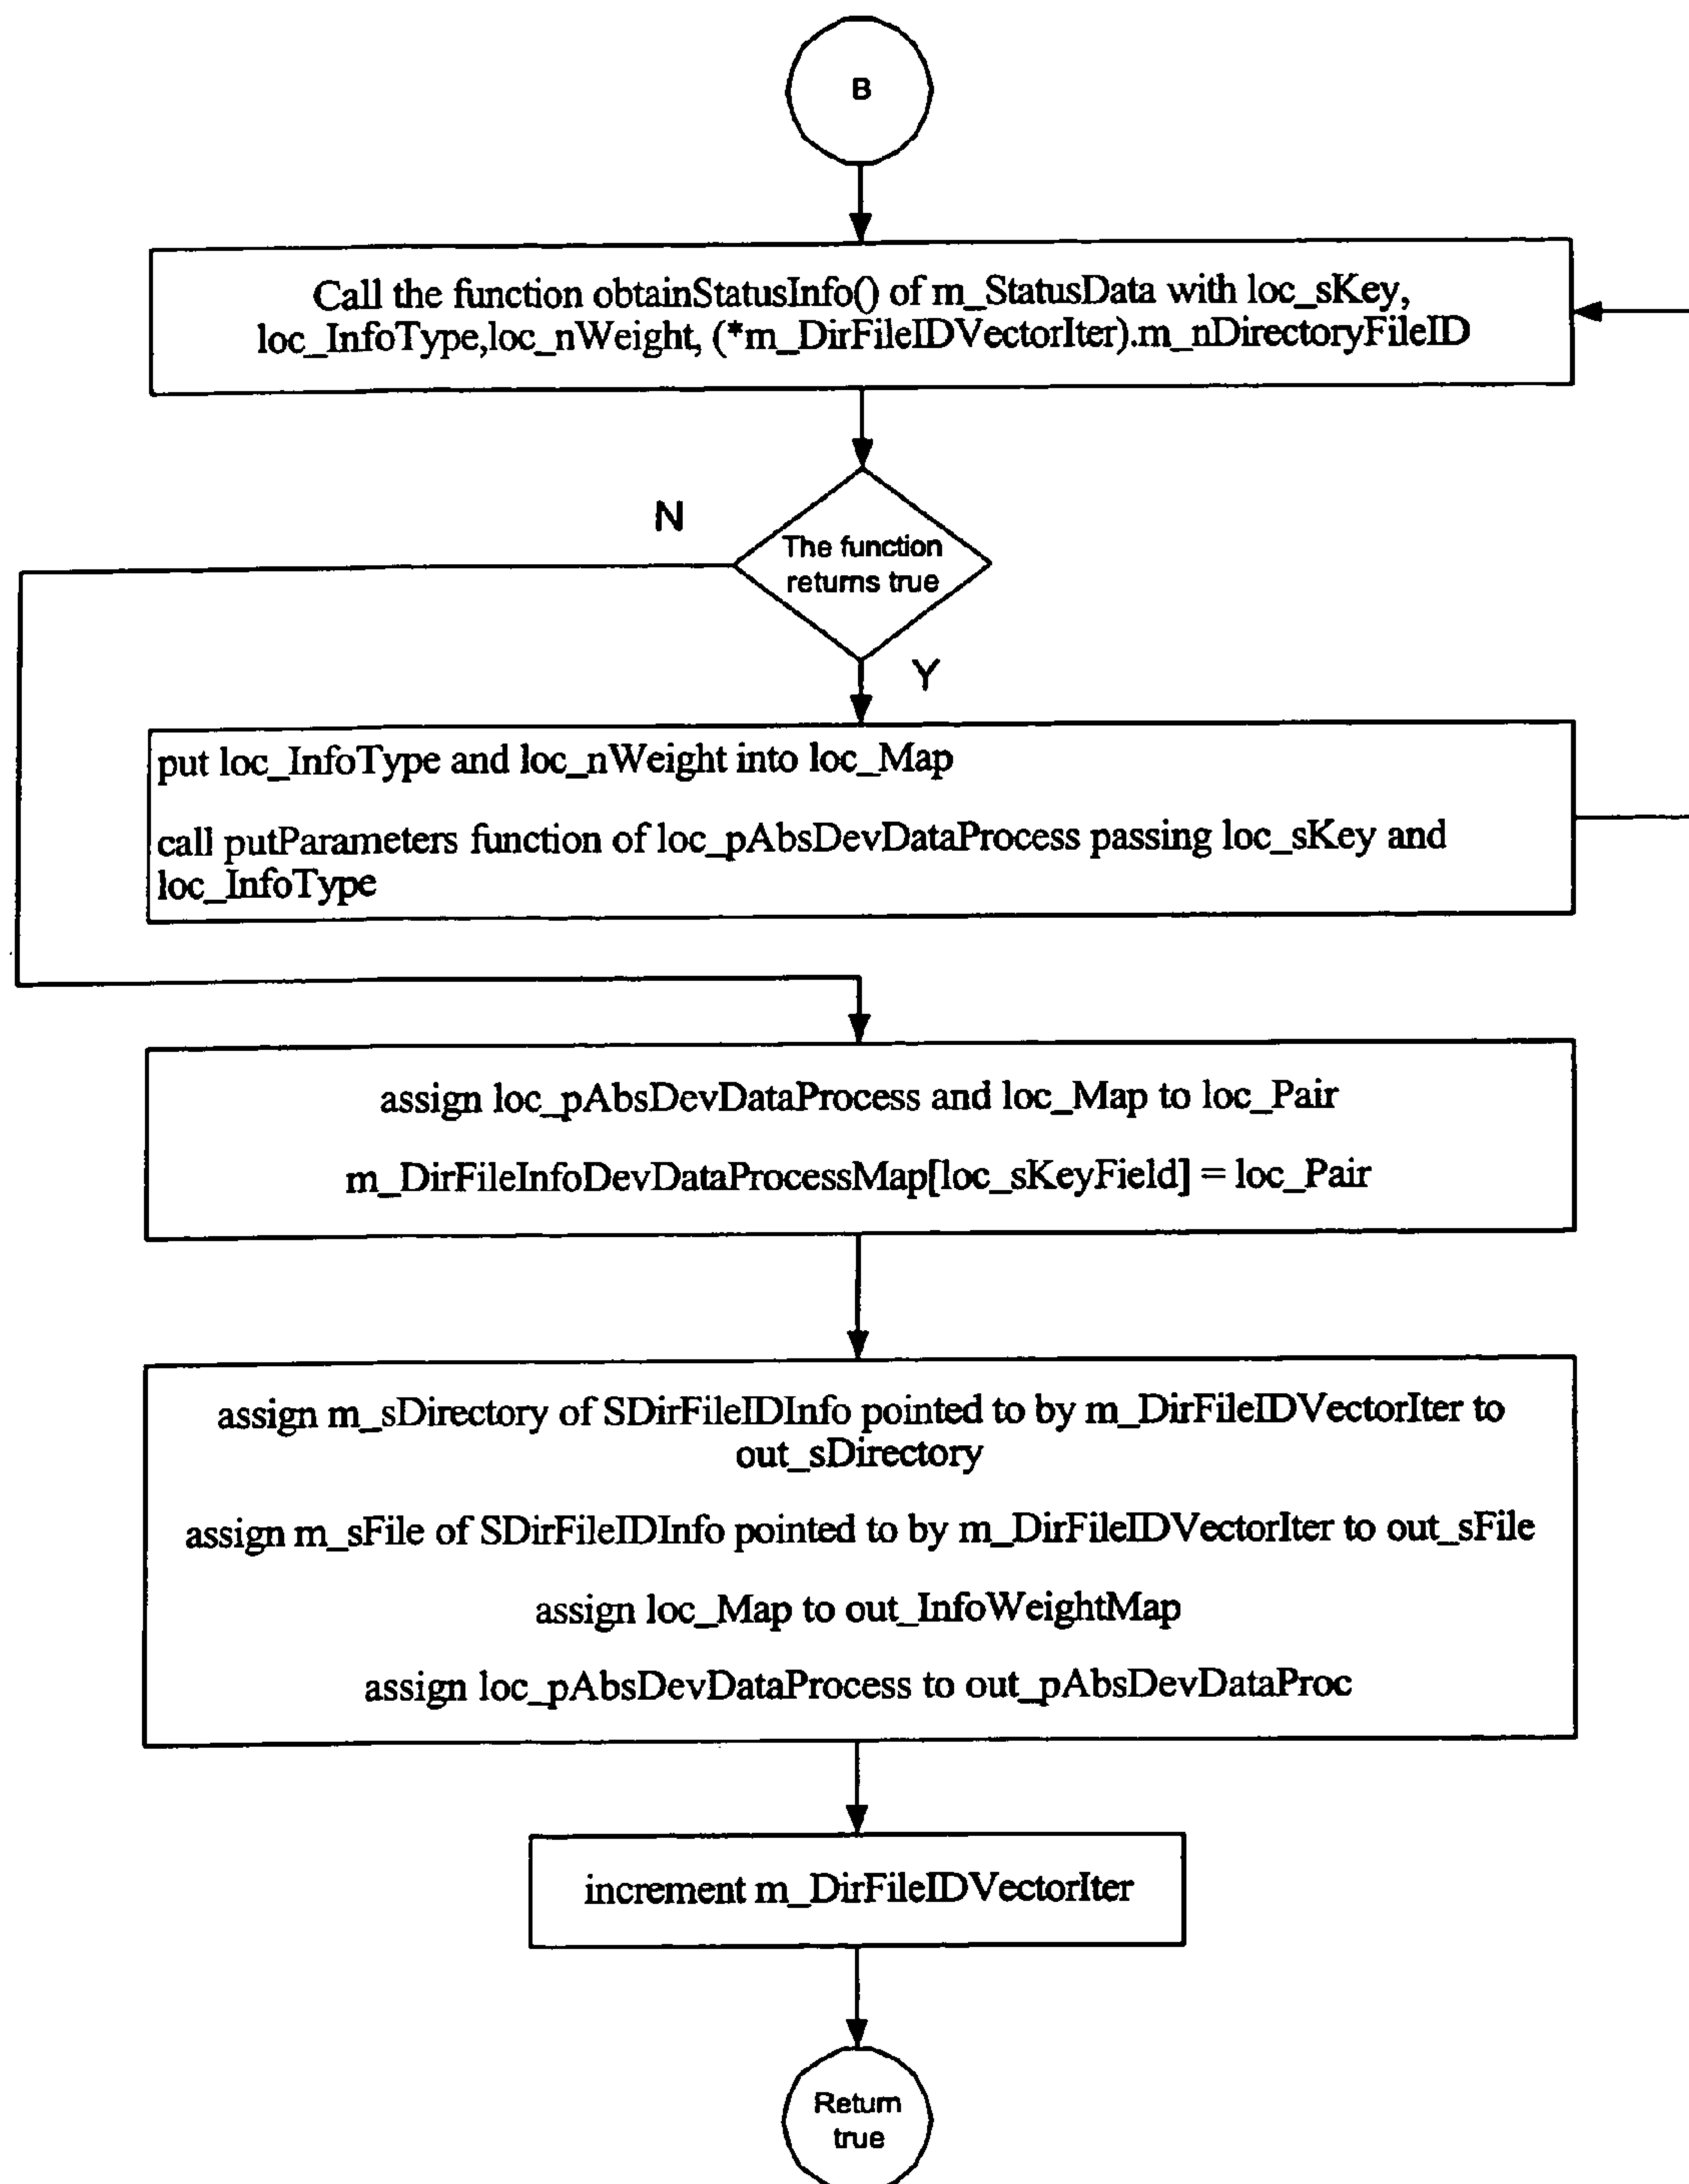 B
Call the function obtainStatusInfo() of m_StatusData with loc_sKey,
loc_InfoType,loc_nWeight, (*m_DirFileIDVectorIter).m_nDirectoryFileID
N
The function
returns true
Y
put loc_InfoType and loc_nWeight into loc_Map
call putParameters function of loc_pAbsDevDataProcess passing loc_sKey and
loc_InfoType
assign loc_pAbsDevDataProcess and loc_Map to loc_Pair
m_DirFileInfoDevDataProcessMap[loc_sKeyField] = loc_Pair
assign m_sDirectory of SDirFileIDInfo pointed to by m_DirFileIDVectorIter to
out_sDirectory
assign m_sFile of SDirFileIDInfo pointed to by m_DirFileIDVectorIter to out_sFile
assign loc_Map to out_InfoWeightMap
assign loc_pAbsDevDataProcess to out_pAbsDevDataProc
increment m_DirFileIDVectorIter
Return
true